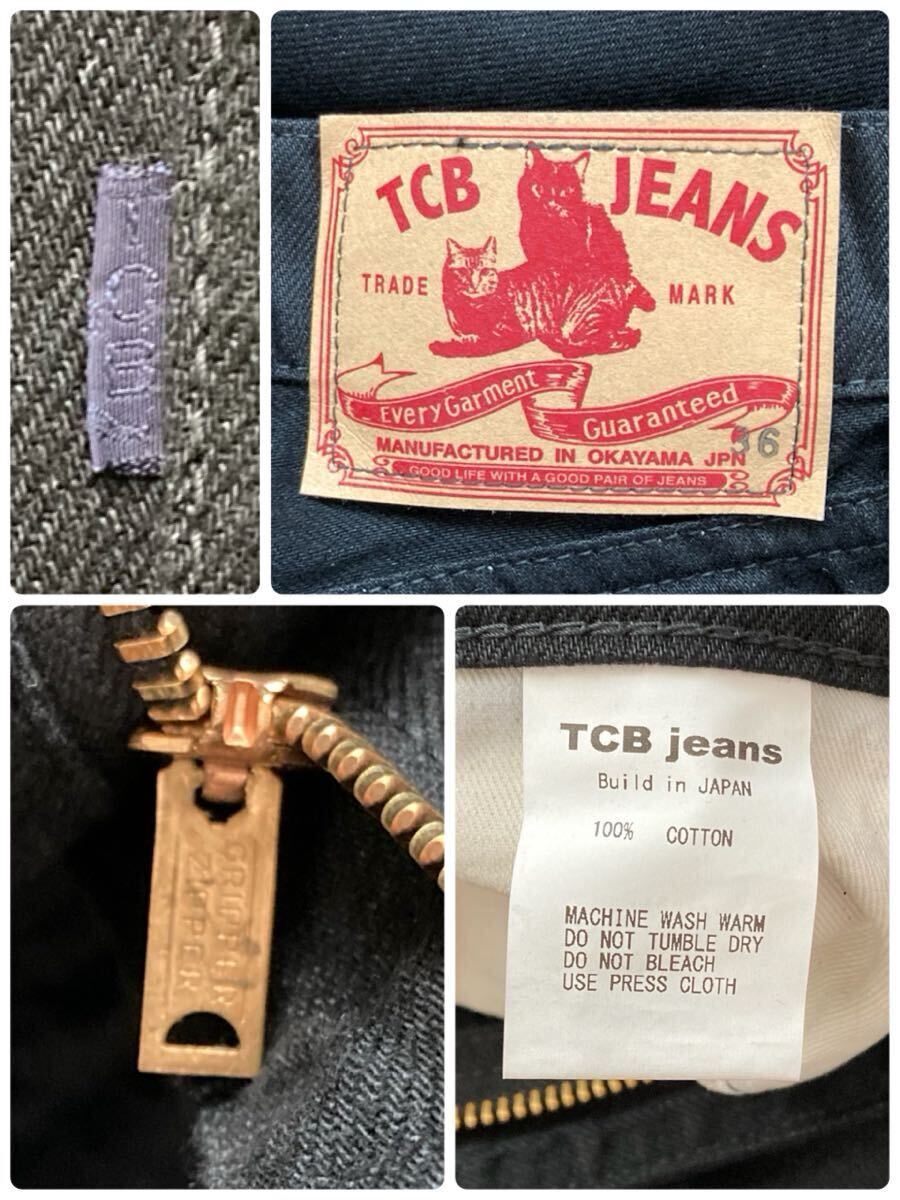 T.C.B
TCB JEANS
TRADE MARK
Every Garment
Guaranteed
MANUFACTURED IN OKAYAMA JPN
36
GOOD LIFE WITH A GOOD PAIR OF JEANS
GRIPPER
ZIPPER
TCB jeans
Build in JAPAN
100% COTTON
MACHINE WASH WARM
DO NOT TUMBLE DRY
DO NOT BLEACH
USE PRESS CLOTH